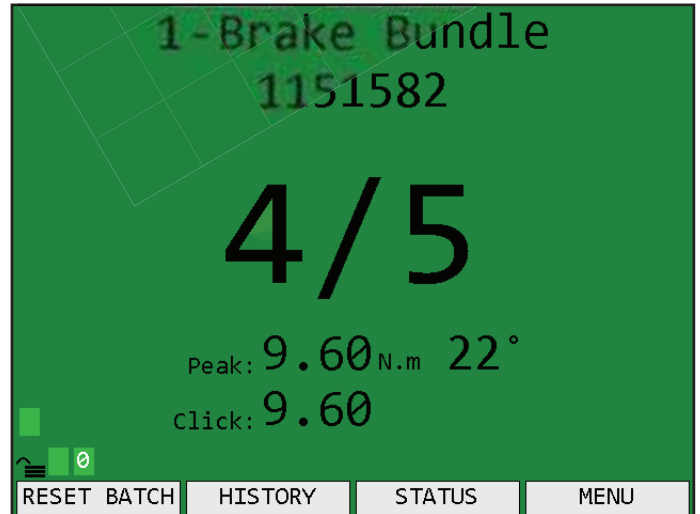 1-Brake Bundle
1151582
4/5
Peak: 9.60 N.m 22°
Click: 9.60
0
RESET BATCH HISTORY STATUS MENU